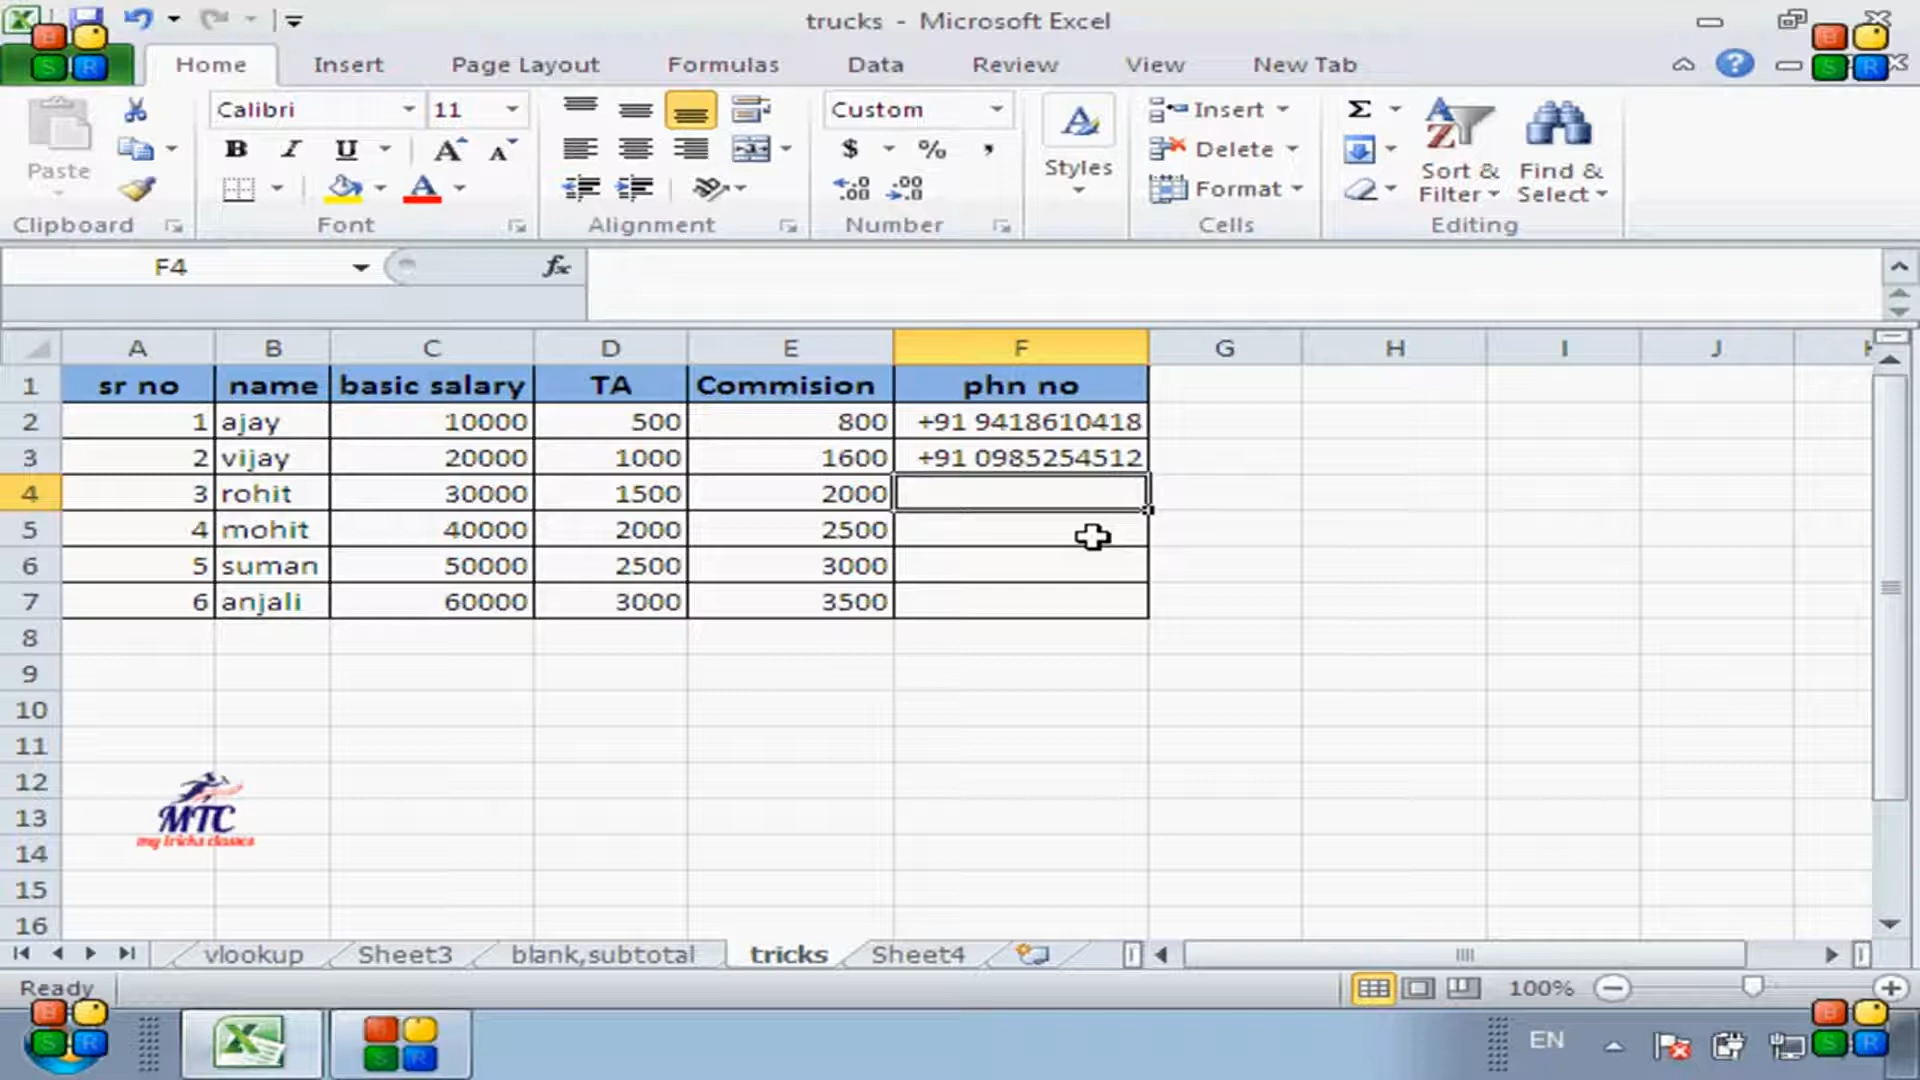 trucks - Microsoft Excel
Home Insert Page Layout Formulas Data Review View New Tab
Paste
Clipboard
Calibri 11
B I U A A
Font
Alignment
Custom
$ % ,
Number
Styles
Insert
Delete
Format
Cells
Σ
Sort & Filter
Find & Select
Editing
F4 fx
A B C D E F G H I J
1 sr no name basic salary TA Commision phn no
2 1 ajay 10000 500 800 +91 9418610418
3 2 vijay 20000 1000 1600 +91 0985254512
4 3 rohit 30000 1500 2000
5 4 mohit 40000 2000 2500
6 5 suman 50000 2500 3000
7 6 anjali 60000 3000 3500
8
9
10
11
12
13
14
15
16
MTC
my tricks classes
vlookup Sheet3 blank,subtotal tricks Sheet4
Ready 100%
EN